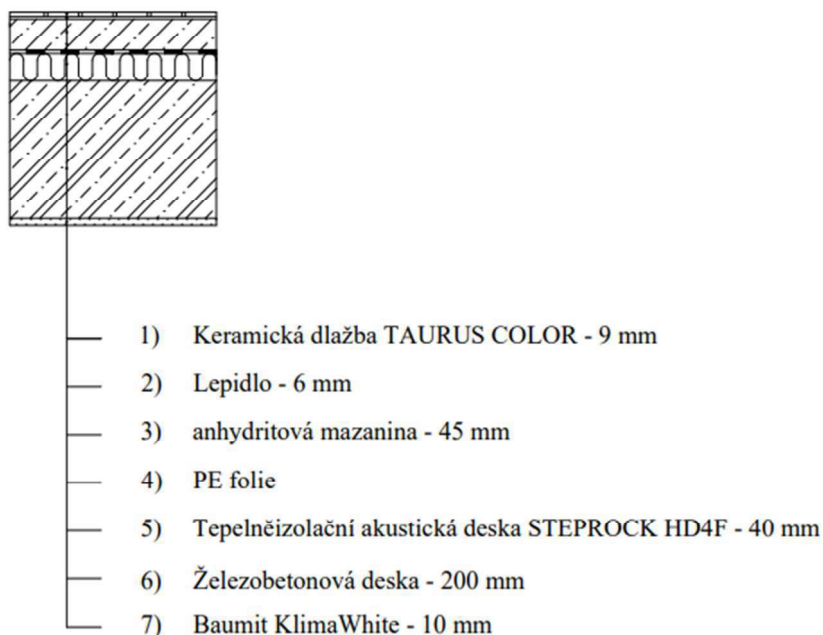 1) Keramická dlažba TAURUS COLOR - 9 mm
2) Lepidlo - 6 mm
3) anhydritová mazanina - 45 mm
4) PE folie
5) Tepelněizolační akustická deska STEPROCK HD4F - 40 mm
6) Železobetonová deska - 200 mm
7) Baumit KlimaWhite - 10 mm